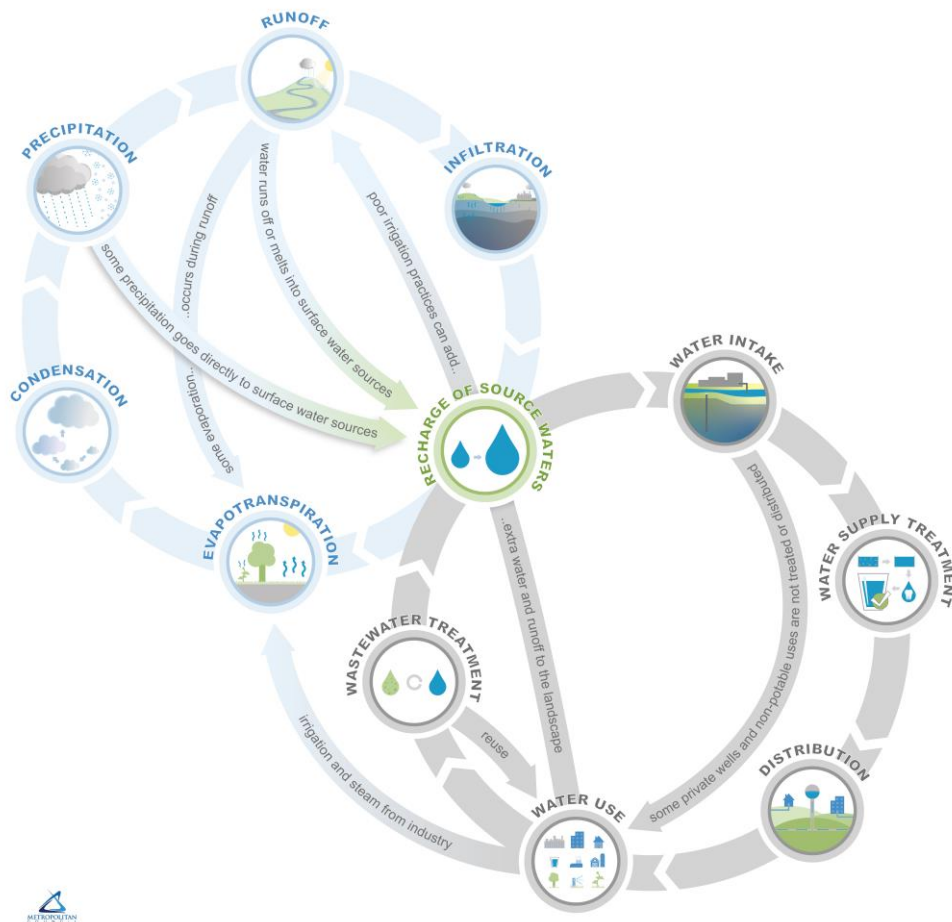 RUNOFF
PRECIPITATION
INFILTRATION
CONDENSATION
EVAPOTRANSPIRATION
RECHARGE OF SOURCE WATERS
WATER INTAKE
WATER SUPPLY TREATMENT
DISTRIBUTION
WATER USE
WASTEWATER TREATMENT
water runs off or melts into surface water sources
some precipitation goes directly to surface water sources
some evaporation...
...occurs during runoff
poor irrigation practices can add..
..extra water and runoff to the landscape
some private wells and non-potable uses are not treated or distributed
reuse
irrigation and steam from industry
METROPOLITAN